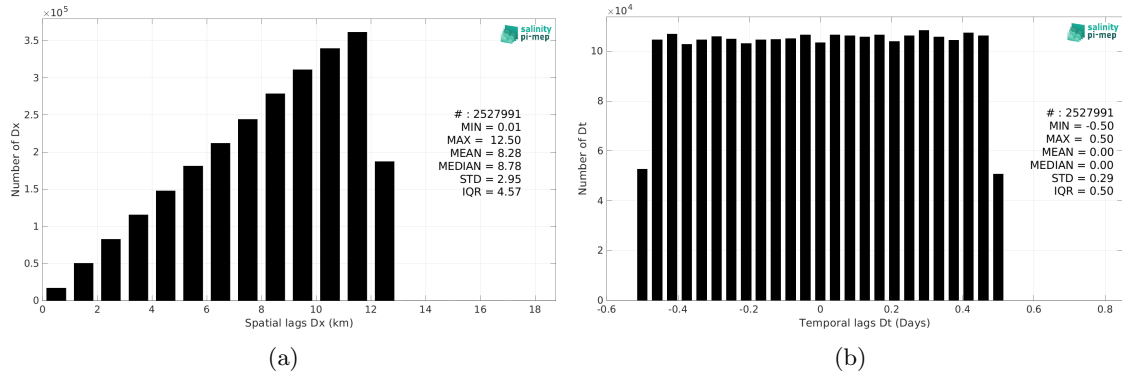 ×10^5
3.5
3
2.5
2
1.5
1
0.5
0
Number of Dx
0 2 4 6 8 10 12 14 16 18
Spatial lags Dx (km)
salinity
pi-mep
# : 2527991
MIN = 0.01
MAX = 12.50
MEAN = 8.28
MEDIAN = 8.78
STD = 2.95
IQR = 4.57
(a)
×10^4
10
8
6
4
2
0
Number of Dt
-0.6 -0.4 -0.2 0 0.2 0.4 0.6 0.8
Temporal lags Dt (Days)
salinity
pi-mep
# : 2527991
MIN = -0.50
MAX = 0.50
MEAN = 0.00
MEDIAN = 0.00
STD = 0.29
IQR = 0.50
(b)